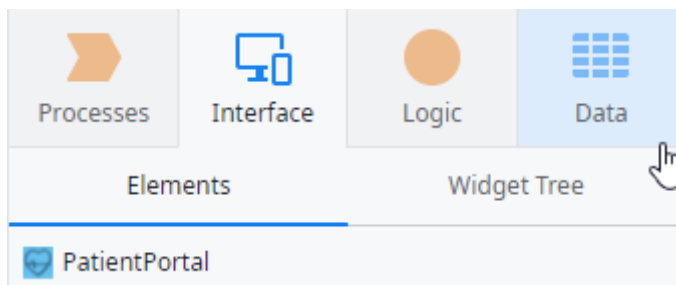 Processes Interface Logic Data
Elements Widget Tree
PatientPortal